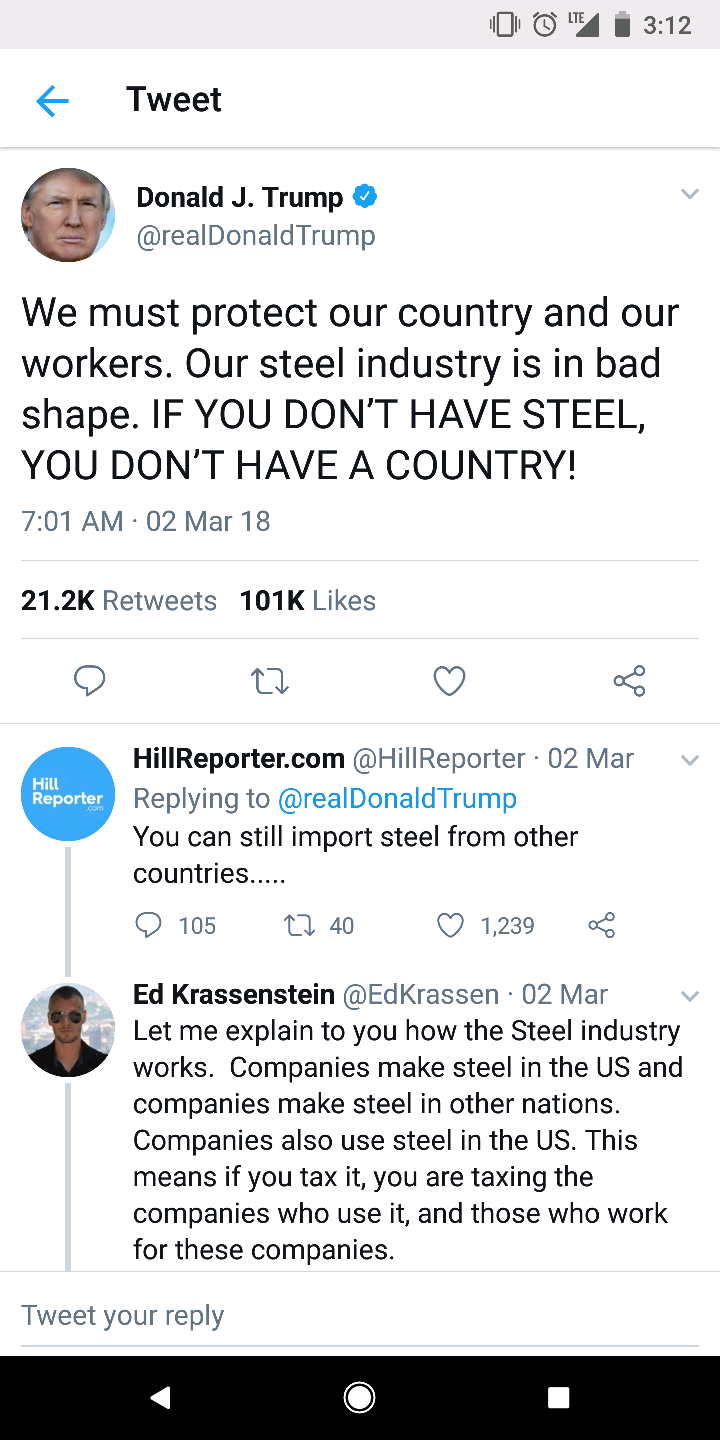 LTE 3:12
Tweet
Donald J. Trump
@realDonaldTrump
We must protect our country and our
workers. Our steel industry is in bad
shape. IF YOU DON’T HAVE STEEL,
YOU DON’T HAVE A COUNTRY!
7:01 AM · 02 Mar 18
21.2K Retweets 101K Likes
HillReporter.com @HillReporter · 02 Mar
Hill
Reporter
.com
Replying to @realDonaldTrump
You can still import steel from other
countries.....
105 40 1,239
Ed Krassenstein @EdKrassen · 02 Mar
Let me explain to you how the Steel industry
works.  Companies make steel in the US and
companies make steel in other nations.
Companies also use steel in the US. This
means if you tax it, you are taxing the
companies who use it, and those who work
for these companies.
Tweet your reply